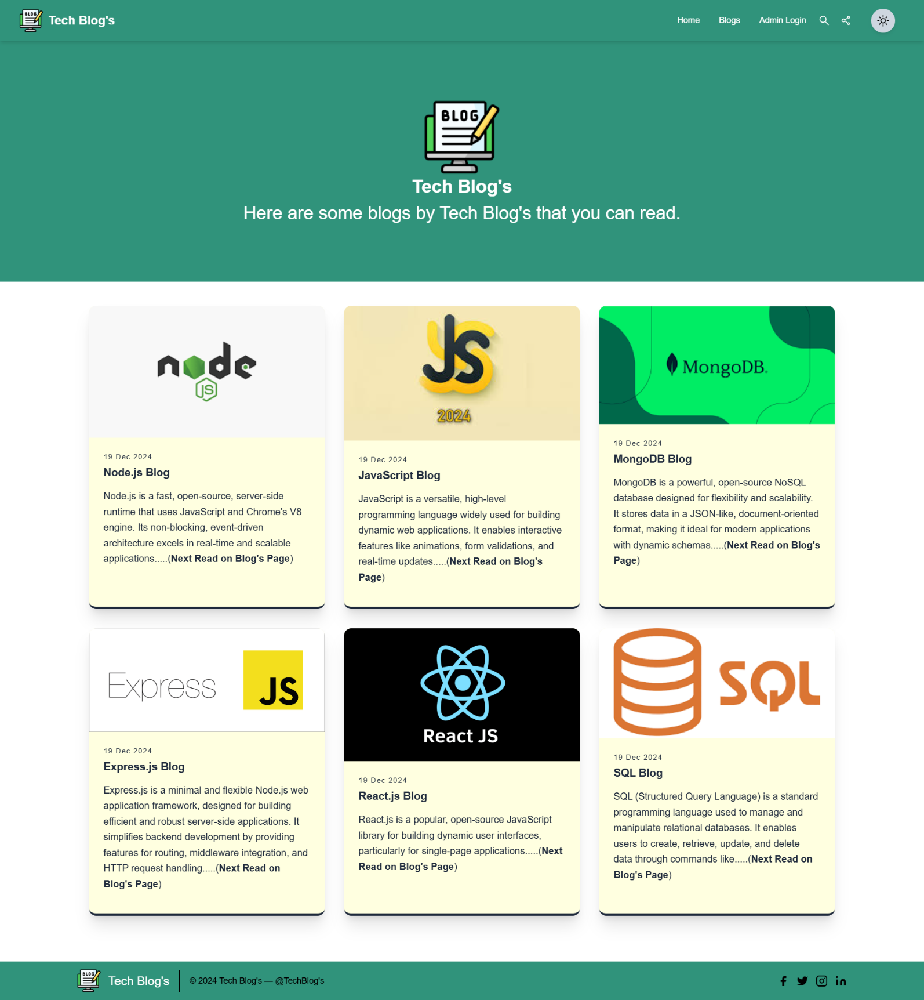 BLOG
Tech Blog's
Home
Blogs
Admin Login
BLOG
Tech Blog's
Here are some blogs by Tech Blog's that you can read.
node
JS
19 Dec 2024
Node.js Blog
Node.js is a fast, open-source, server-side
runtime that uses JavaScript and Chrome's V8
engine. Its non-blocking, event-driven
architecture excels in real-time and scalable
applications.....(Next Read on Blog's Page)
JS
2024
19 Dec 2024
JavaScript Blog
JavaScript is a versatile, high-level
programming language widely used for building
dynamic web applications. It enables interactive
features like animations, form validations, and
real-time updates.....(Next Read on Blog's
Page)
MongoDB.
19 Dec 2024
MongoDB Blog
MongoDB is a powerful, open-source NoSQL
database designed for flexibility and scalability.
It stores data in a JSON-like, document-oriented
format, making it ideal for modern applications
with dynamic schemas.....(Next Read on Blog's
Page)
Express
JS
19 Dec 2024
Express.js Blog
Express.js is a minimal and flexible Node.js web
application framework, designed for building
efficient and robust server-side applications. It
simplifies backend development by providing
features for routing, middleware integration, and
HTTP request handling.....(Next Read on
Blog's Page)
React JS
19 Dec 2024
React.js Blog
React.js is a popular, open-source JavaScript
library for building dynamic user interfaces,
particularly for single-page applications.....(Next
Read on Blog's Page)
SQL
19 Dec 2024
SQL Blog
SQL (Structured Query Language) is a standard
programming language used to manage and
manipulate relational databases. It enables
users to create, retrieve, update, and delete
data through commands like.....(Next Read on
Blog's Page)
BLOG
Tech Blog's
© 2024 Tech Blog's — @TechBlog's